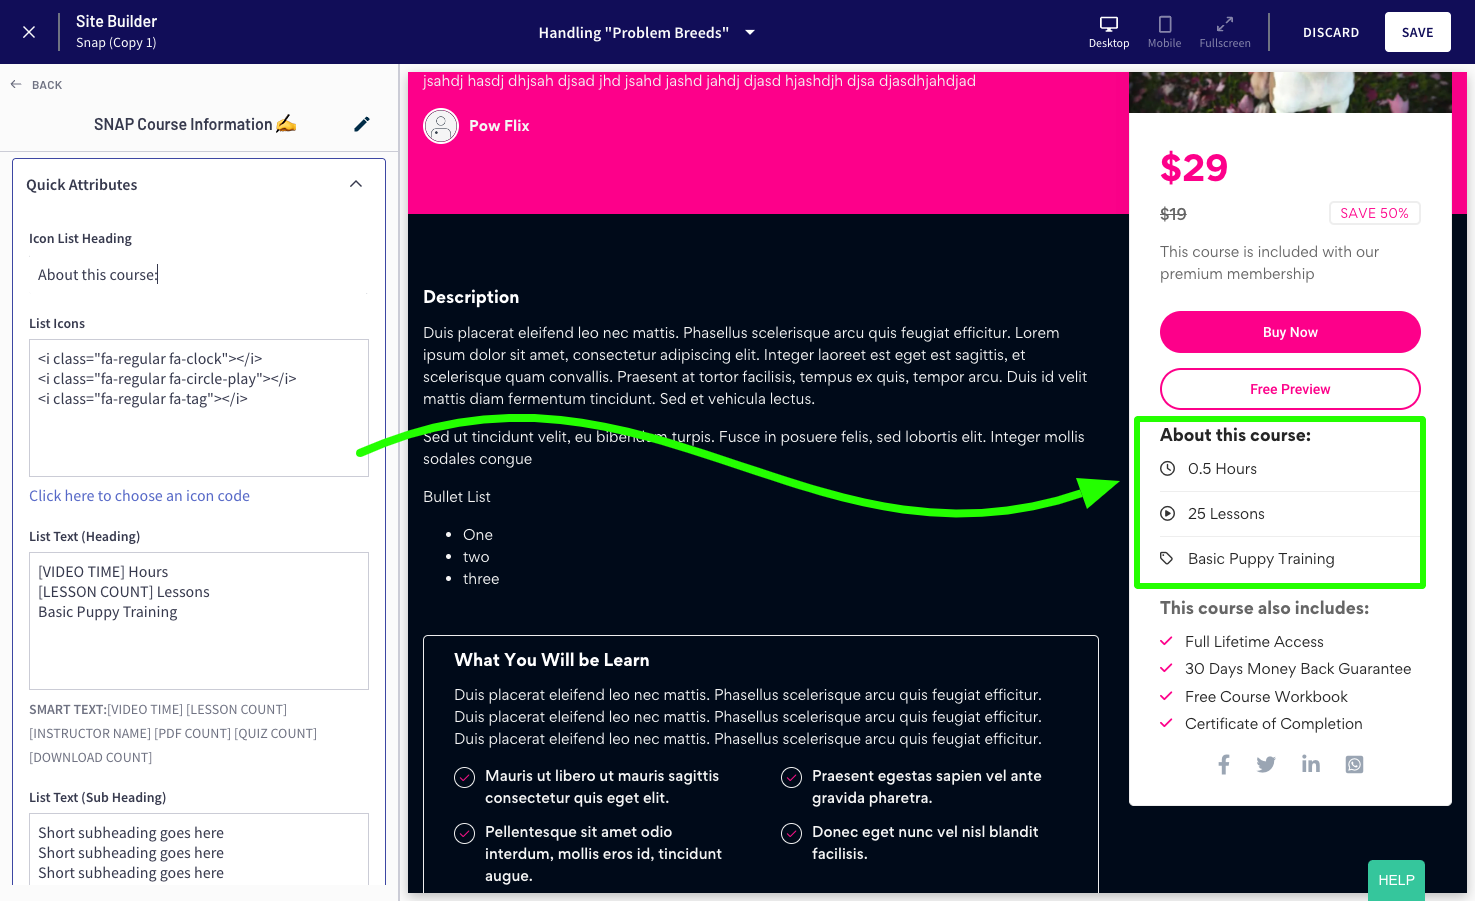 Site Builder
Snap (Copy 1)
Handling "Problem Breeds"
Desktop
Mobile
Fullscreen
DISCARD
SAVE
BACK
SNAP Course Information
Quick Attributes
Icon List Heading
About this course:
List Icons
<i class="fa-regular fa-clock"></i>
<i class="fa-regular fa-circle-play"></i>
<i class="fa-regular fa-tag"></i>
Click here to choose an icon code
List Text (Heading)
[VIDEO TIME] Hours
[LESSON COUNT] Lessons
Basic Puppy Training
SMART TEXT:[VIDEO TIME] [LESSON COUNT]
[INSTRUCTOR NAME] [PDF COUNT] [QUIZ COUNT]
[DOWNLOAD COUNT]
List Text (Sub Heading)
Short subheading goes here
Short subheading goes here
Short subheading goes here
jsahdj hasdj dhjsah djsad jhd jsahd jashd jahdj djasd hjashdjh djsa djasdhjahdjad
Pow Flix
Description
Duis placerat eleifend leo nec mattis. Phasellus scelerisque arcu quis feugiat efficitur. Lorem
ipsum dolor sit amet, consectetur adipiscing elit. Integer laoreet est eget est sagittis, et
scelerisque quam convallis. Praesent at tortor facilisis, tempus ex quis, tempor arcu. Duis id velit
mattis diam fermentum tincidunt. Sed et vehicula lectus.
Sed ut tincidunt velit, eu bibendum turpis. Fusce in posuere felis, sed lobortis elit. Integer mollis
sodales congue
Bullet List
One
two
three
What You Will be Learn
Duis placerat eleifend leo nec mattis. Phasellus scelerisque arcu quis feugiat efficitur.
Duis placerat eleifend leo nec mattis. Phasellus scelerisque arcu quis feugiat efficitur.
Duis placerat eleifend leo nec mattis. Phasellus scelerisque arcu quis feugiat efficitur.
Mauris ut libero ut mauris sagittis
consectetur quis eget elit.
Praesent egestas sapien vel ante
gravida pharetra.
Pellentesque sit amet odio
interdum, mollis eros id, tincidunt
augue.
Donec eget nunc vel nisl blandit
facilisis.
$29
$19
SAVE 50%
This course is included with our
premium membership
Buy Now
Free Preview
About this course:
0.5 Hours
25 Lessons
Basic Puppy Training
This course also includes:
Full Lifetime Access
30 Days Money Back Guarantee
Free Course Workbook
Certificate of Completion
HELP